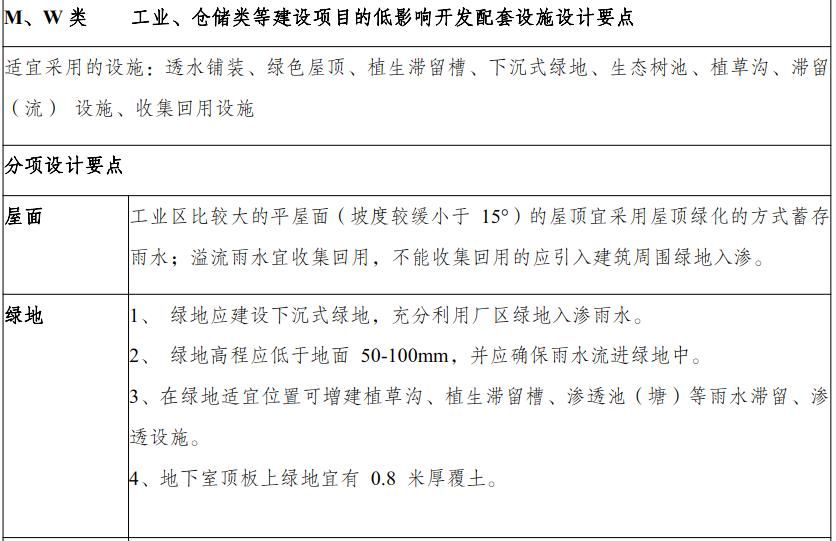 M、W 类 工业、仓储类等建设项目的低影响开发配套设施设计要点
适宜采用的设施：透水铺装、绿色屋顶、植生滞留槽、下沉式绿地、生态树池、植草沟、滞留
（流） 设施、收集回用设施
分项设计要点
屋面
工业区比较大的平屋面（坡度较缓小于 15°）的屋顶宜采用屋顶绿化的方式蓄存
雨水；溢流雨水宜收集回用，不能收集回用的应引入建筑周围绿地入渗。
绿地
1、 绿地应建设下沉式绿地，充分利用厂区绿地入渗雨水。
2、 绿地高程应低于地面 50-100mm，并应确保雨水流进绿地中。
3、在绿地适宜位置可增建植草沟、植生滞留槽、渗透池（塘）等雨水滞留、渗
透设施。
4、地下室顶板上绿地宜有 0.8 米厚覆土。